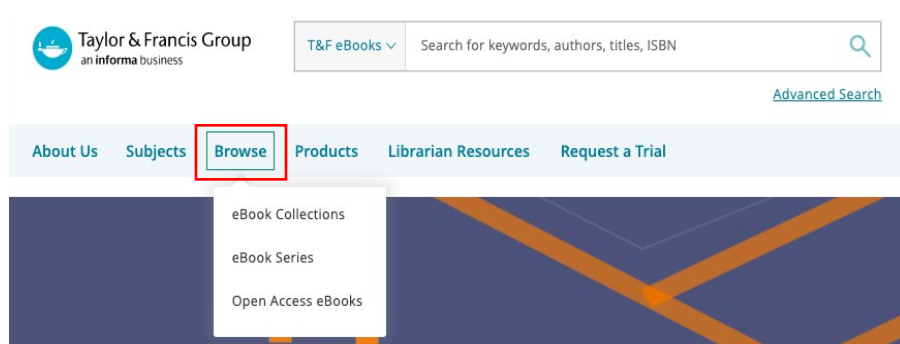 Taylor & Francis Group
an informa business
T&F eBooks
Search for keywords, authors, titles, ISBN
Advanced Search
About Us Subjects Browse Products Librarian Resources Request a Trial
eBook Collections
eBook Series
Open Access eBooks